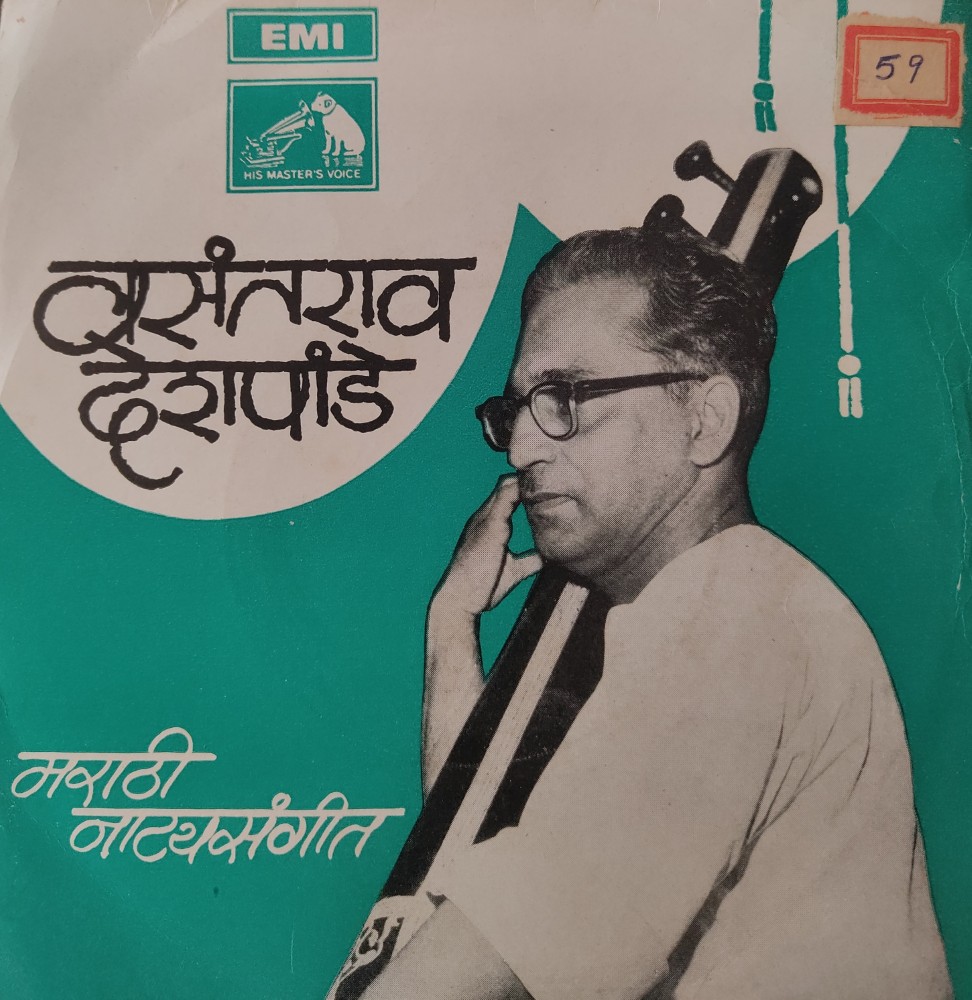 EMI
HIS MASTER'S VOICE
59
वसंतराव
देशपांडे
मराठी
नाट्यसंगीत